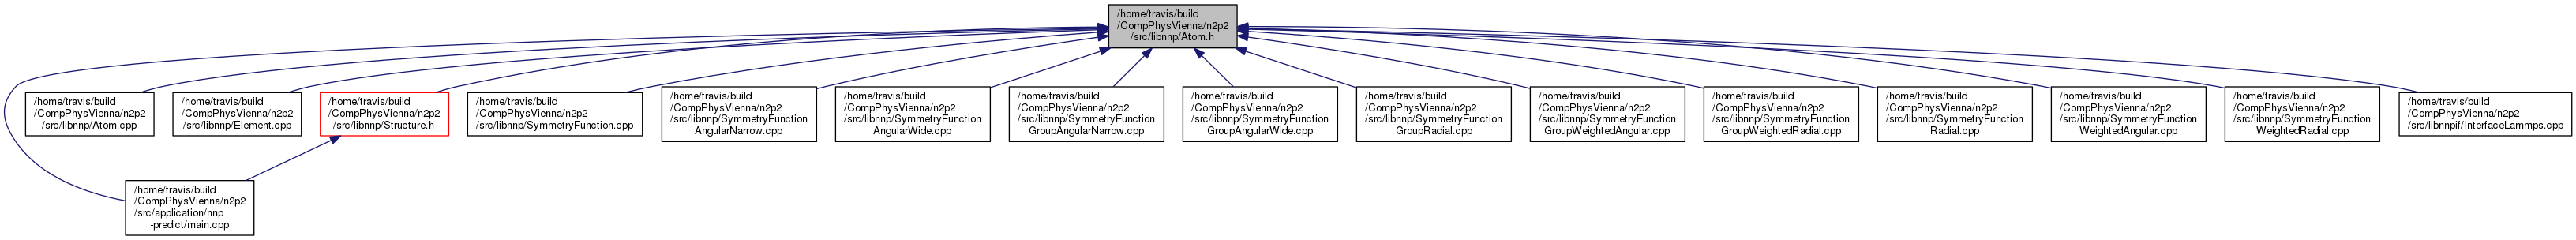 /home/travis/build
/CompPhysVienna/n2p2
/src/libnnp/Atom.h
/home/travis/build
/CompPhysVienna/n2p2
/src/libnnp/Atom.cpp
/home/travis/build
/CompPhysVienna/n2p2
/src/libnnp/Element.cpp
/home/travis/build
/CompPhysVienna/n2p2
/src/libnnp/Structure.h
/home/travis/build
/CompPhysVienna/n2p2
/src/libnnp/SymmetryFunction.cpp
/home/travis/build
/CompPhysVienna/n2p2
/src/libnnp/SymmetryFunction
AngularNarrow.cpp
/home/travis/build
/CompPhysVienna/n2p2
/src/libnnp/SymmetryFunction
AngularWide.cpp
/home/travis/build
/CompPhysVienna/n2p2
/src/libnnp/SymmetryFunction
GroupAngularNarrow.cpp
/home/travis/build
/CompPhysVienna/n2p2
/src/libnnp/SymmetryFunction
GroupAngularWide.cpp
/home/travis/build
/CompPhysVienna/n2p2
/src/libnnp/SymmetryFunction
GroupRadial.cpp
/home/travis/build
/CompPhysVienna/n2p2
/src/libnnp/SymmetryFunction
GroupWeightedAngular.cpp
/home/travis/build
/CompPhysVienna/n2p2
/src/libnnp/SymmetryFunction
GroupWeightedRadial.cpp
/home/travis/build
/CompPhysVienna/n2p2
/src/libnnp/SymmetryFunction
Radial.cpp
/home/travis/build
/CompPhysVienna/n2p2
/src/libnnp/SymmetryFunction
WeightedAngular.cpp
/home/travis/build
/CompPhysVienna/n2p2
/src/libnnp/SymmetryFunction
WeightedRadial.cpp
/home/travis/build
/CompPhysVienna/n2p2
/src/libnnpif/InterfaceLammps.cpp
/home/travis/build
/CompPhysVienna/n2p2
/src/application/nnp
-predict/main.cpp